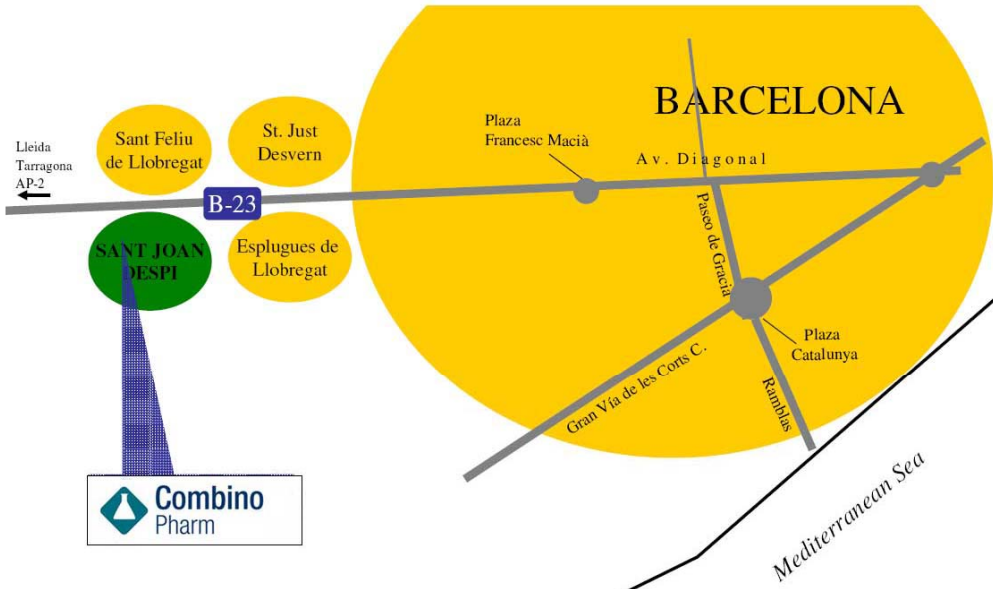 BARCELONA
Plaza
Francesc Macià
Av. Diagonal
Sant Feliu
de Llobregat
St. Just
Desvern
Lleida
Tarragona
AP-2
B-23
SANT JOAN
DESPI
Esplugues de
Llobregat
Paseo de Gracia
Plaza
Catalunya
Gran Vía de les Corts C.
Ramblas
Mediterranean Sea
Combino
Pharm